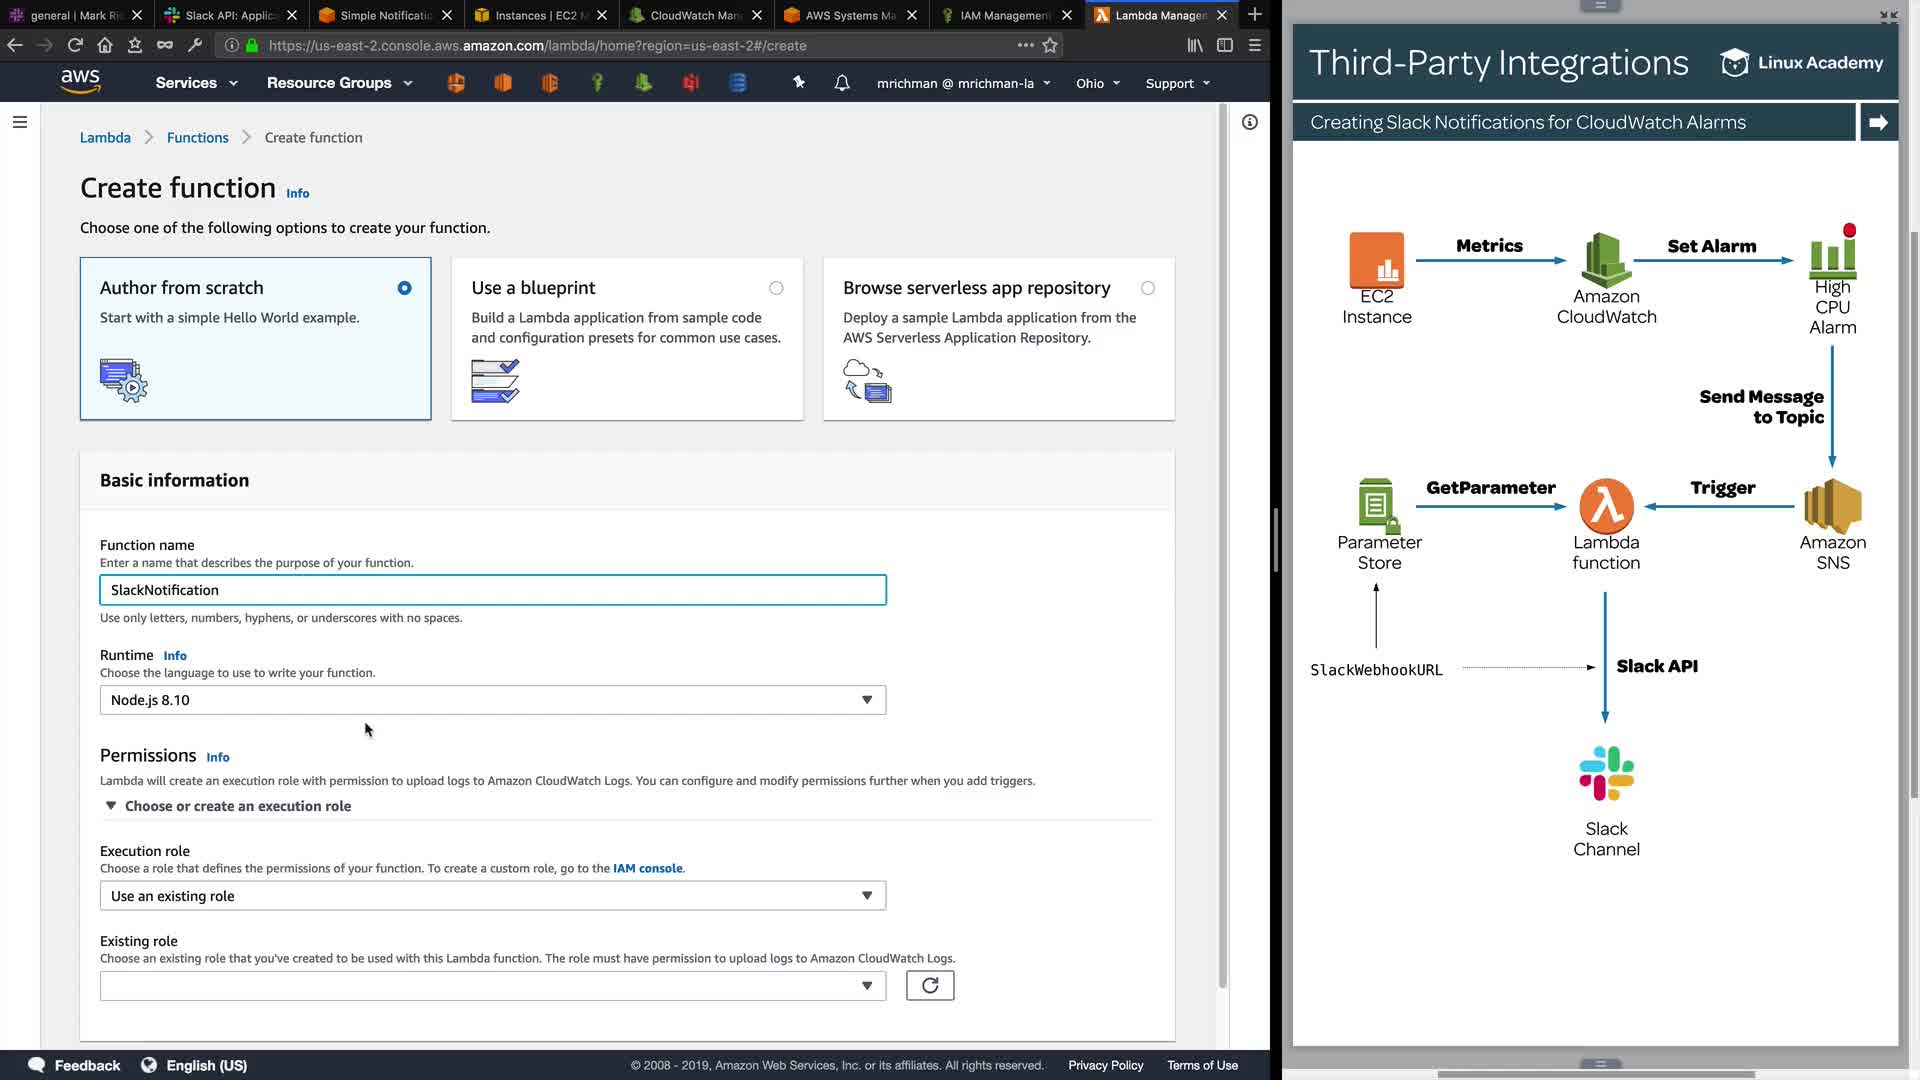 general | Mark Ri
Slack API: Applic
Simple Notificati
Instances | EC2 M
CloudWatch Man
AWS Systems Ma
IAM Management
Lambda Manager
https://us-east-2.console.aws.amazon.com/lambda/home?region=us-east-2#/create
aws
Services
Resource Groups
mrichman @ mrichman-la
Ohio
Support
Lambda
Functions
Create function
Create function Info
Choose one of the following options to create your function.
Author from scratch
Start with a simple Hello World example.
Use a blueprint
Build a Lambda application from sample code
and configuration presets for common use cases.
Browse serverless app repository
Deploy a sample Lambda application from the
AWS Serverless Application Repository.
Basic information
Function name
Enter a name that describes the purpose of your function.
SlackNotification
Use only letters, numbers, hyphens, or underscores with no spaces.
Runtime Info
Choose the language to use to write your function.
Node.js 8.10
Permissions Info
Lambda will create an execution role with permission to upload logs to Amazon CloudWatch Logs. You can configure and modify permissions further when you add triggers.
Choose or create an execution role
Execution role
Choose a role that defines the permissions of your function. To create a custom role, go to the IAM console.
Use an existing role
Existing role
Choose an existing role that you've created to be used with this Lambda function. The role must have permission to upload logs to Amazon CloudWatch Logs.
Feedback
English (US)
© 2008 - 2019, Amazon Web Services, Inc. or its affiliates. All rights reserved.
Privacy Policy
Terms of Use
Third-Party Integrations
Linux Academy
Creating Slack Notifications for CloudWatch Alarms
Metrics
Set Alarm
EC2
Instance
Amazon
CloudWatch
High
CPU
Alarm
Send Message
to Topic
GetParameter
Trigger
Parameter
Store
Lambda
function
Amazon
SNS
SlackWebhookURL
Slack API
Slack
Channel